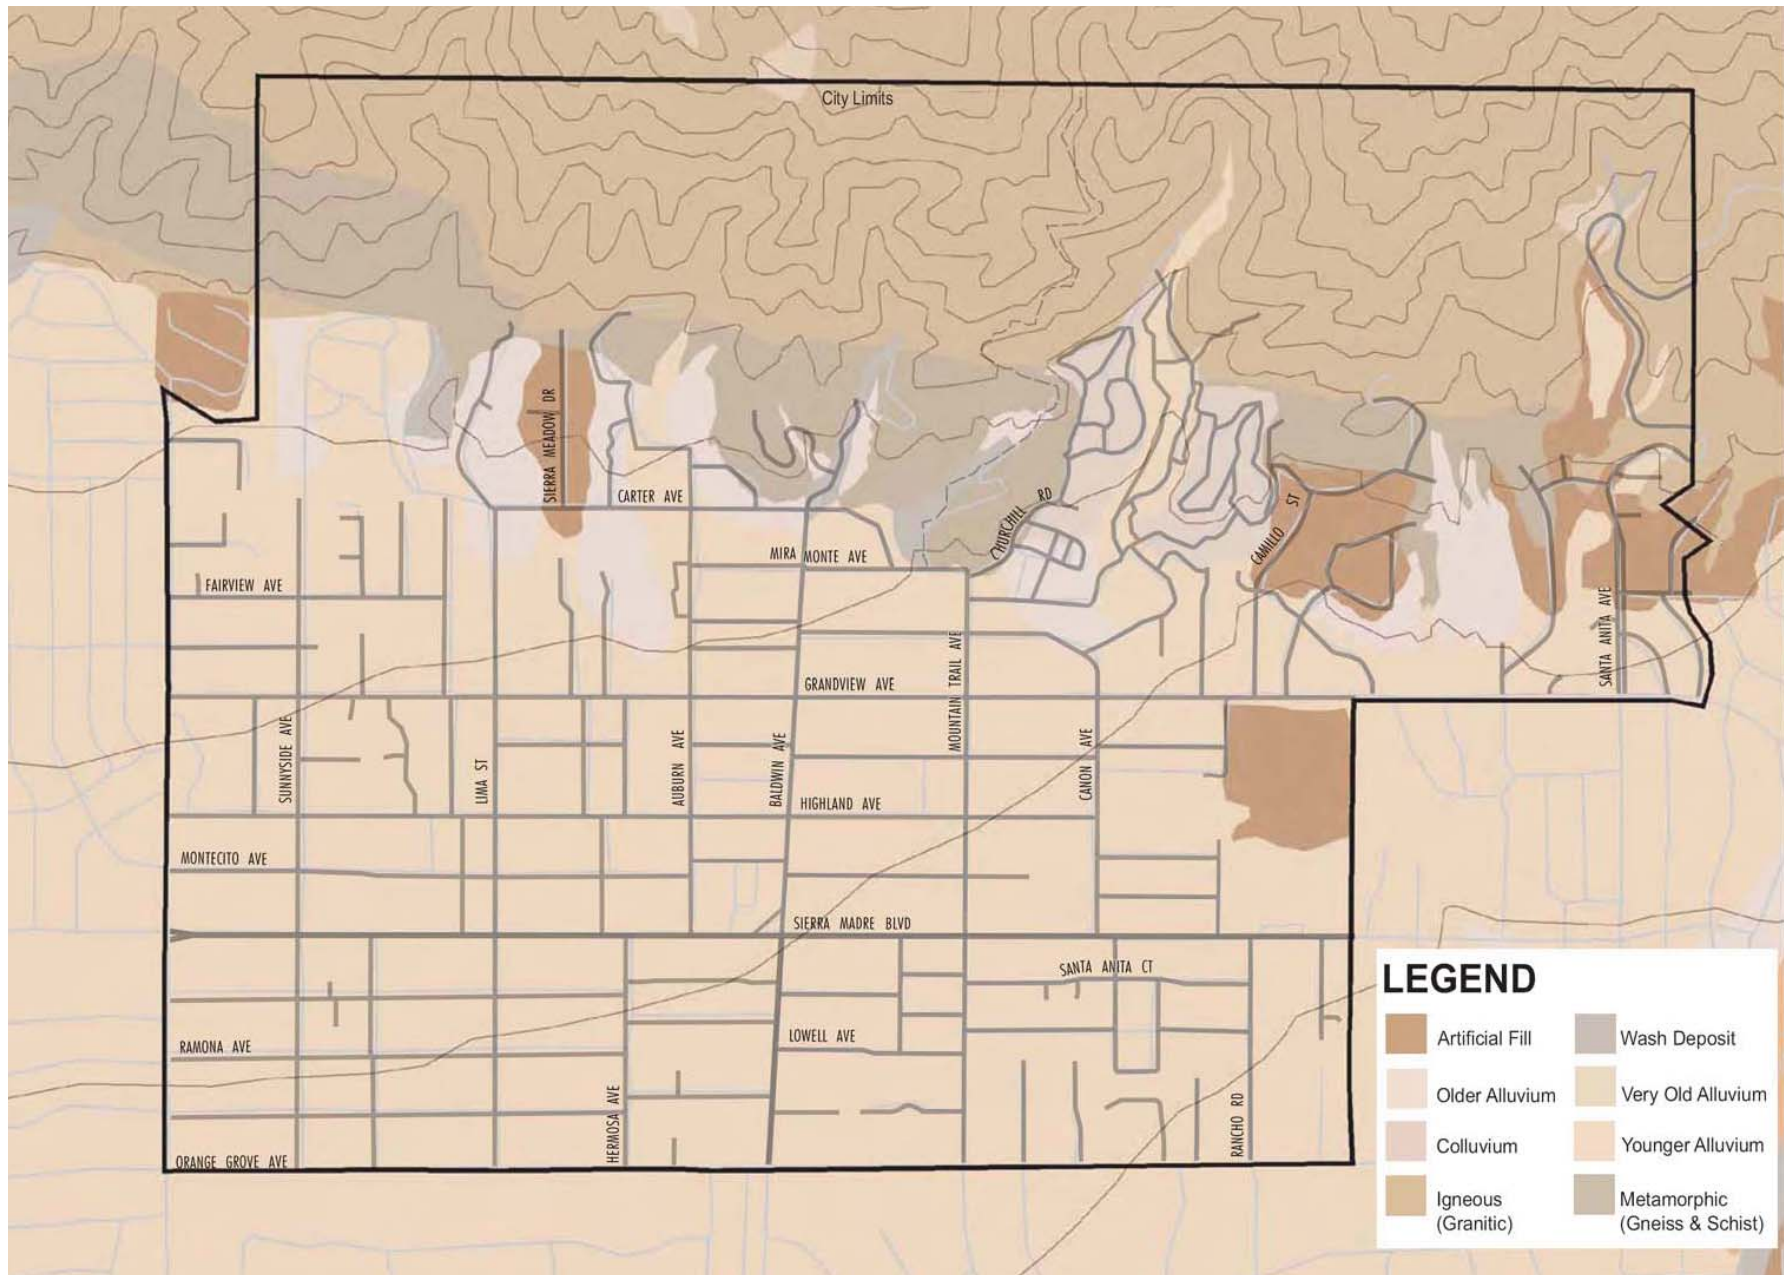 City Limits
SIERRA MEADOW DR
CARTER AVE
CHURCHILL RD
CAMILLO ST
MIRA MONTE AVE
FAIRVIEW AVE
SANTA ANITA AVE
GRANDVIEW AVE
MOUNTAIN TRAIL AVE
SUNNYSIDE AVE
LIMA ST
AUBURN AVE
BALDWIN AVE
CANON AVE
HIGHLAND AVE
MONTECITO AVE
SIERRA MADRE BLVD
SANTA ANITA CT
LOWELL AVE
RAMONA AVE
HERMOSA AVE
RANCHO RD
ORANGE GROVE AVE
LEGEND
Artificial Fill
Wash Deposit
Older Alluvium
Very Old Alluvium
Colluvium
Younger Alluvium
Igneous
(Granitic)
Metamorphic
(Gneiss & Schist)